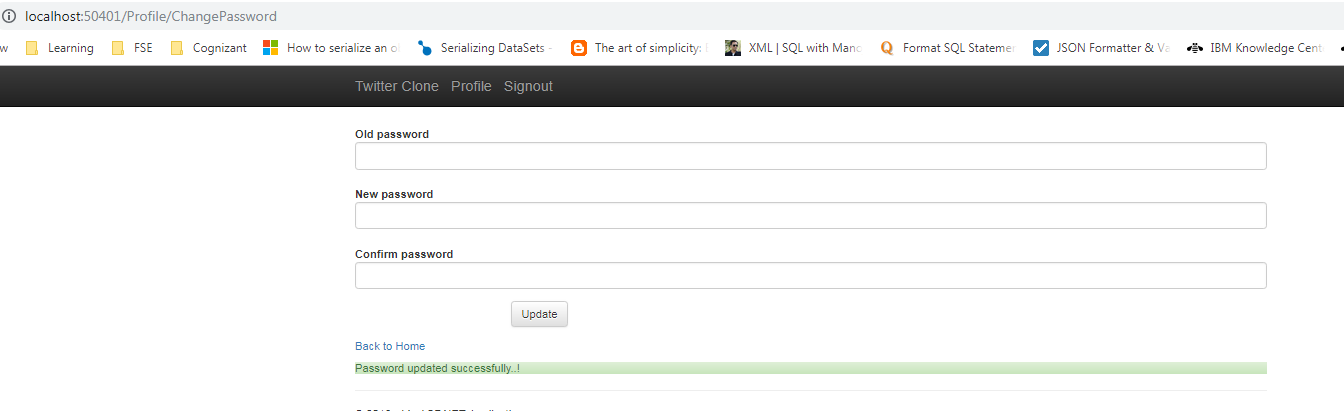 localhost:50401/Profile/ChangePassword
w Learning FSE Cognizant How to serialize an o Serializing DataSets - The art of simplicity: XML | SQL with Mano Format SQL Statemer JSON Formatter & Va IBM Knowledge Cent
Twitter Clone Profile Signout
Old password
New password
Confirm password
Update
Back to Home
Password updated successfully..!